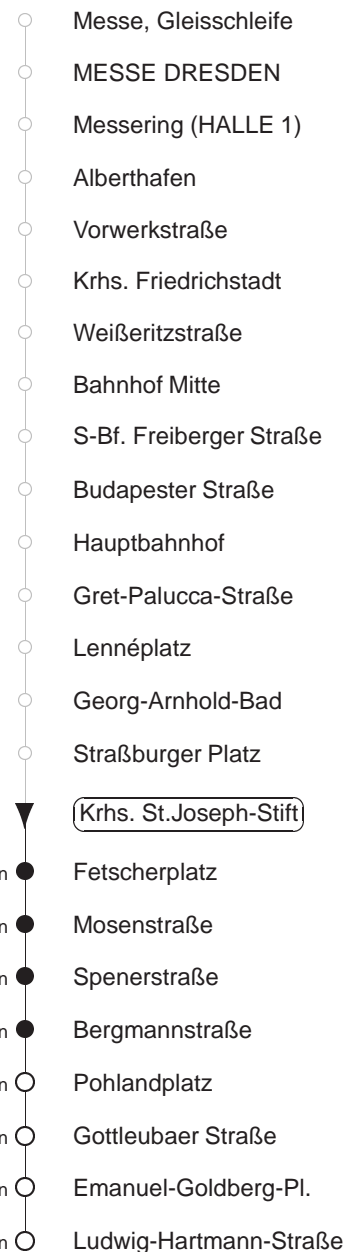 Messe, Gleisschleife
MESSE DRESDEN
Messering (HALLE 1)
Alberthafen
Vorwerkstraße
Krhs. Friedrichstadt
Weißeritzstraße
Bahnhof Mitte
S-Bf. Freiberger Straße
Budapester Straße
Hauptbahnhof
Gret-Palucca-Straße
Lennéplatz
Georg-Arnhold-Bad
Straßburger Platz
Krhs. St.Joseph-Stift
n Fetscherplatz
n Mosenstraße
n Spenerstraße
n Bergmannstraße
n Pohlandplatz
n Gottleubaer Straße
n Emanuel-Goldberg-Pl.
n Ludwig-Hartmann-Straße